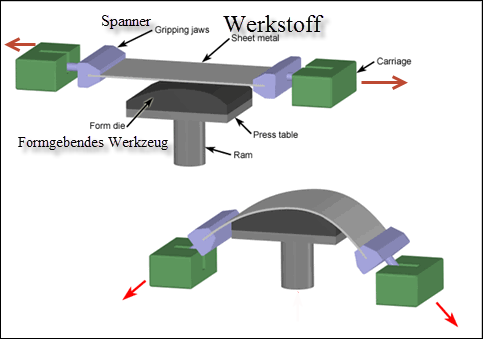 Spanner
Gripping jaws
Werkstoff
Sheet metal
Carriage
Form die
Formgebendes Werkzeug
Press table
Ram